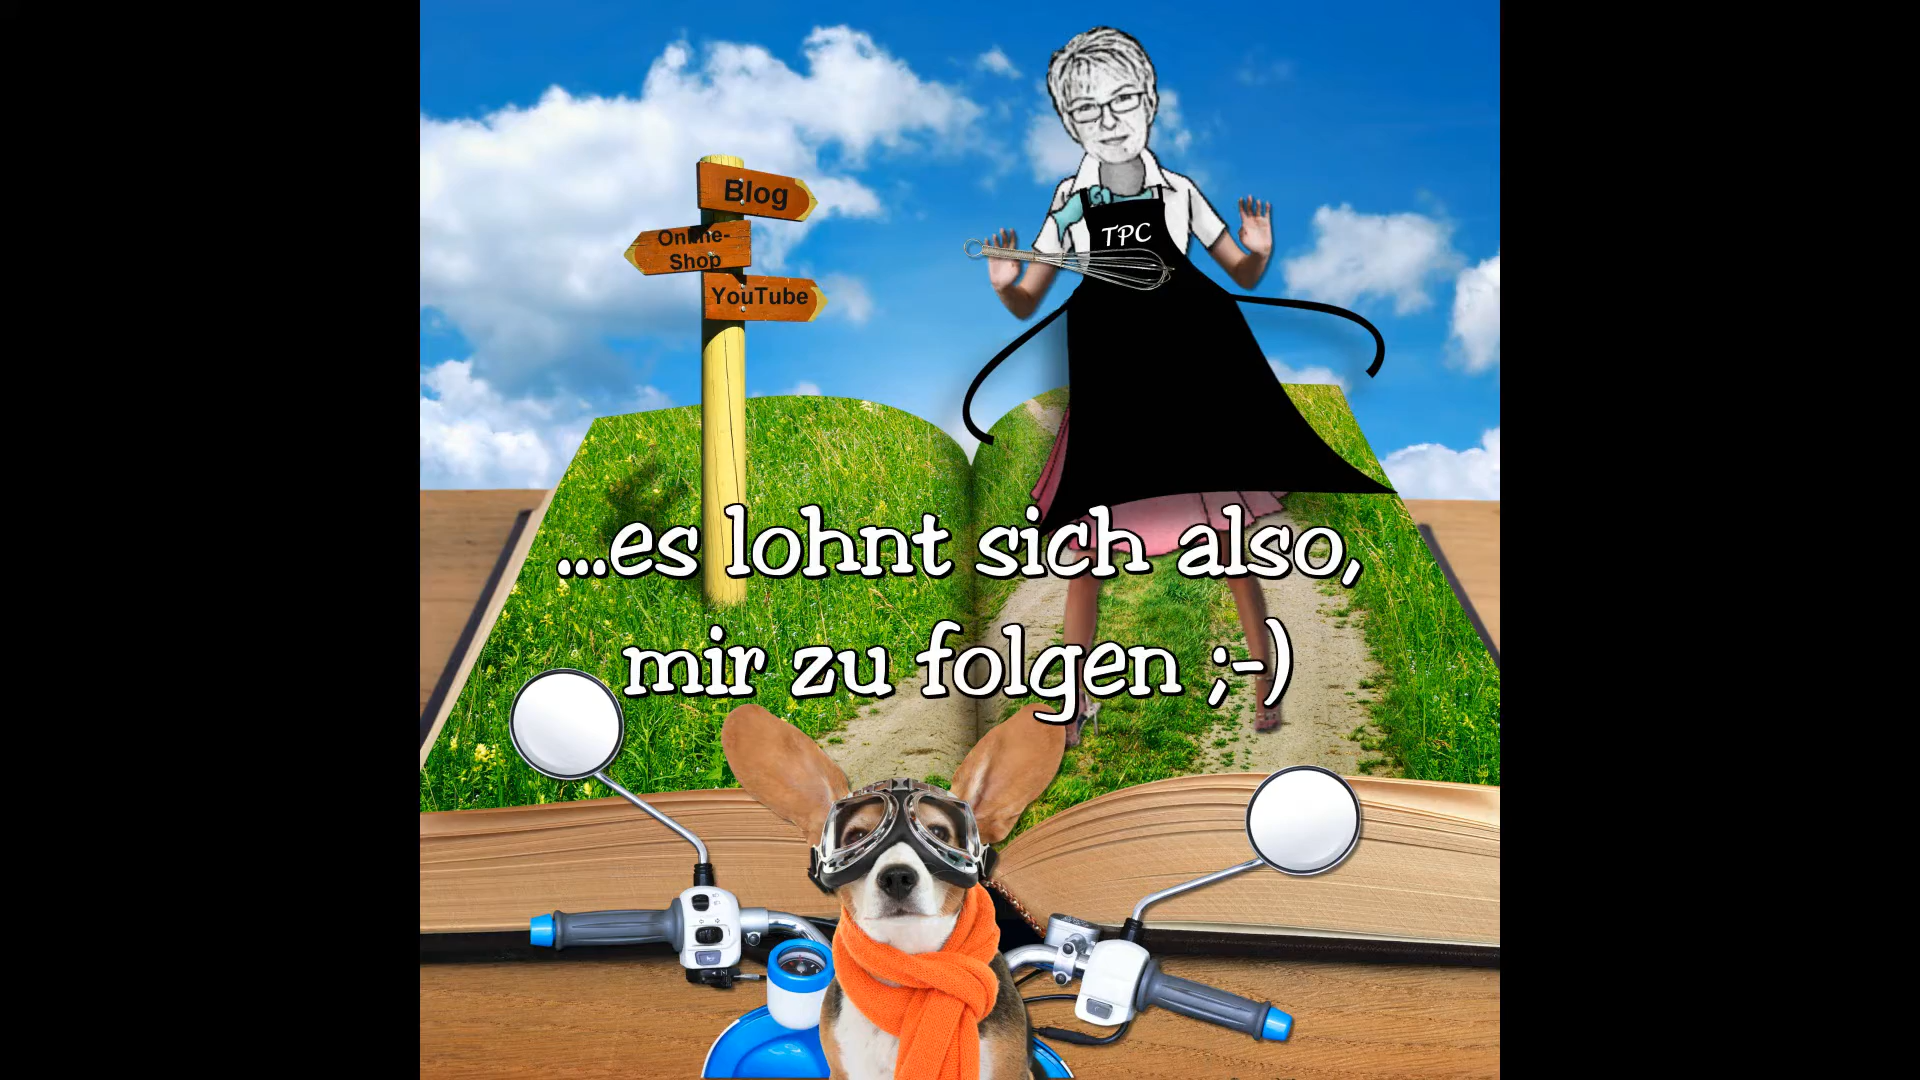 Blog
Online-
Shop
YouTube
TPC
...es lohnt sich also,
mir zu folgen ;-)